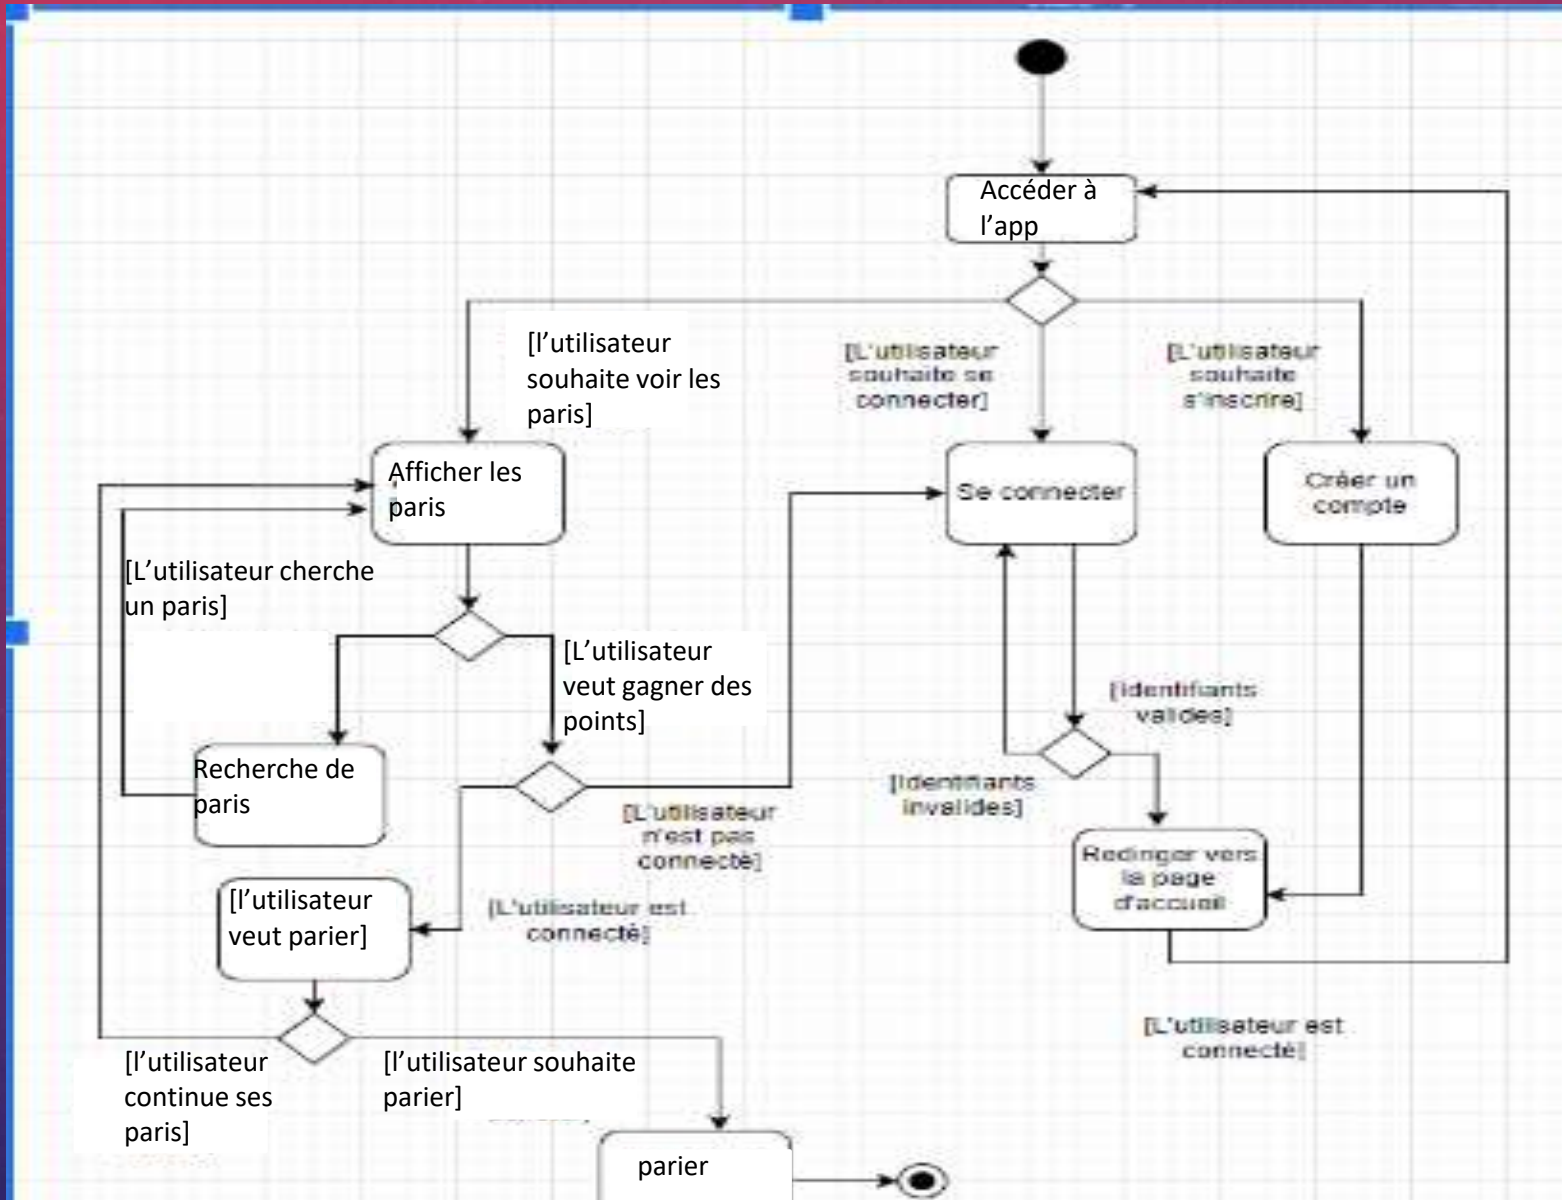 Accéder à
l'app
[l'utilisateur
souhaite voir les
paris]
[L'utilisateur
souhaite se
connecter]
[L'utilisateur
souhaite
s'inscrire]
Afficher les
paris
Se connecter
Créer un
compte
[L'utilisateur cherche
un paris]
[L'utilisateur
veut gagner des
points]
[Identifiants
valides]
Recherche de
paris
[Identifiants
invalides]
[L'utilisateur
n'est pas
connecté]
Rediriger vers
la page
d'accueil
[l'utilisateur
veut parier]
[L'utilisateur est
connecté]
[L'utilisateur est
connecté]
[l'utilisateur
continue ses
paris]
[l'utilisateur souhaite
parier]
parier